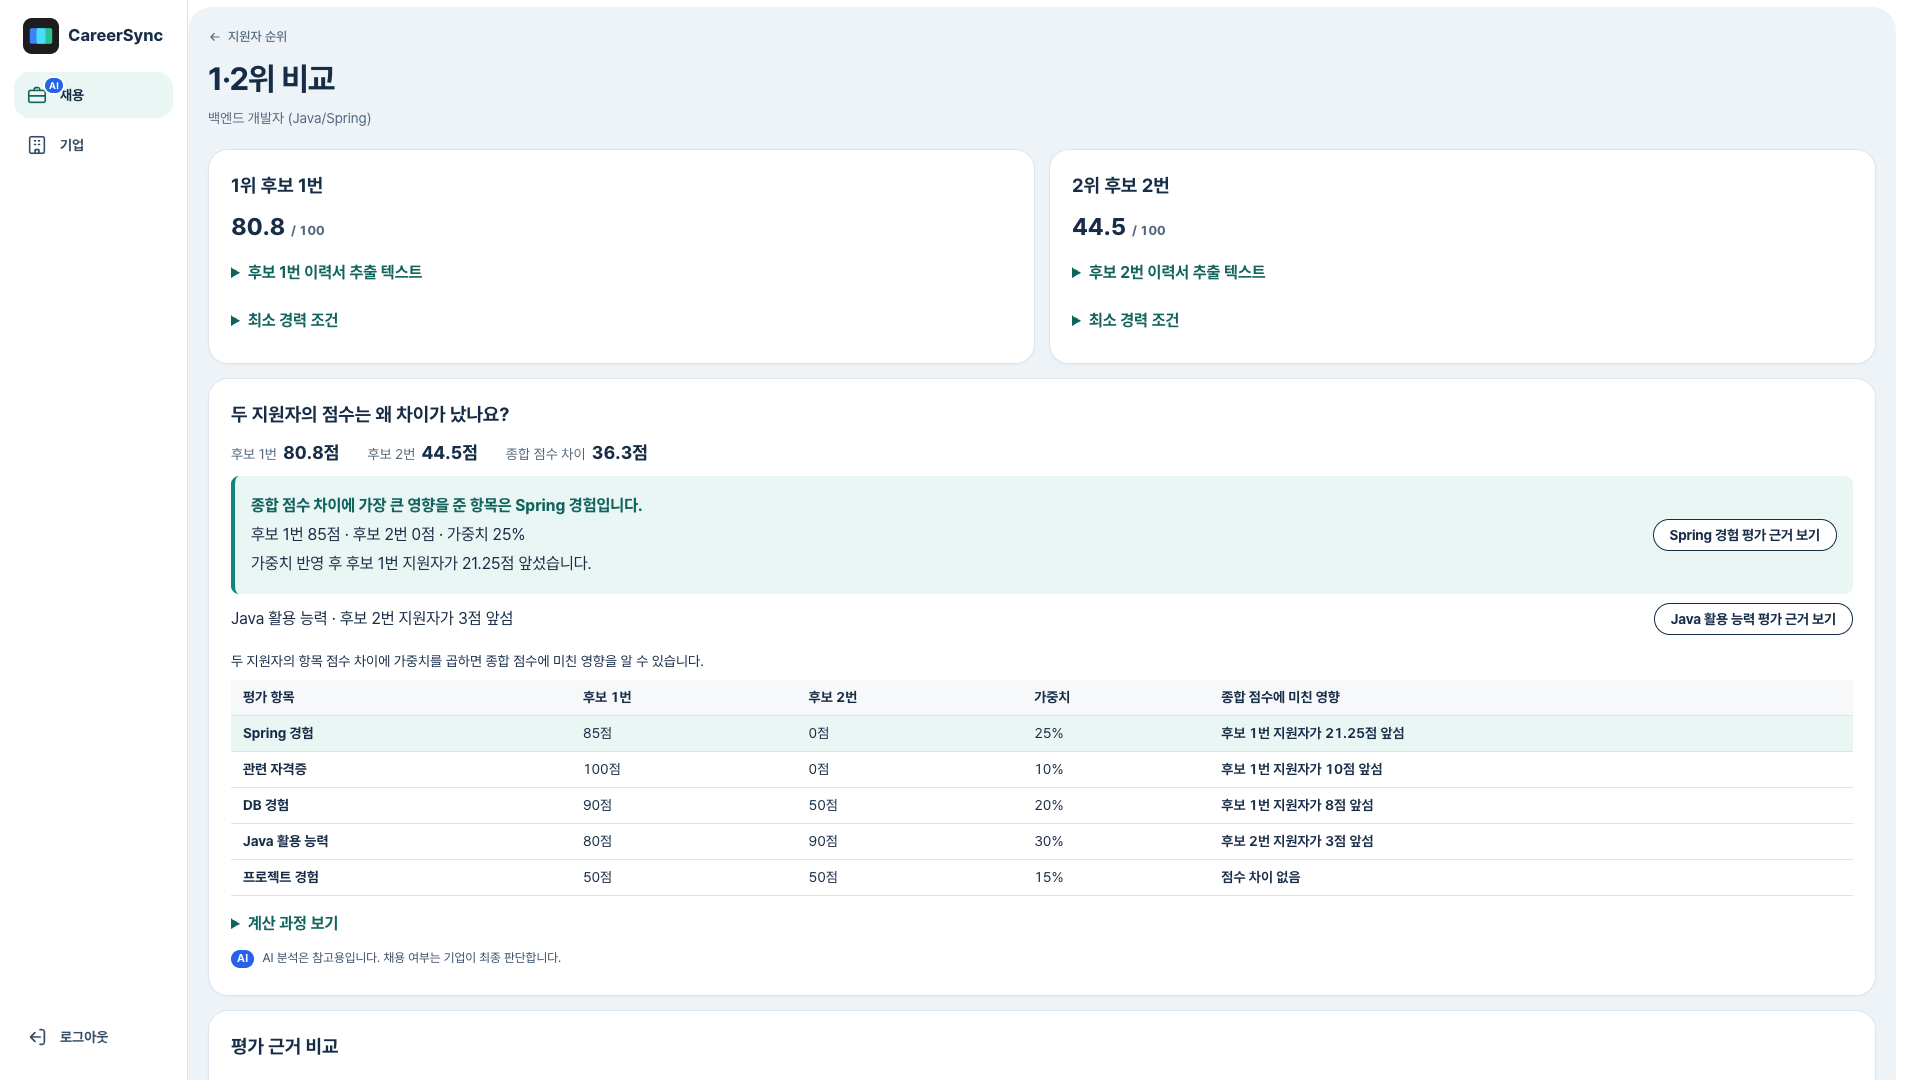 CareerSync
AI
채용
기업
로그아웃
← 지원자 순위
1·2위 비교
백엔드 개발자 (Java/Spring)
1위 후보 1번
80.8 / 100
▶ 후보 1번 이력서 추출 텍스트
▶ 최소 경력 조건
2위 후보 2번
44.5 / 100
▶ 후보 2번 이력서 추출 텍스트
▶ 최소 경력 조건
두 지원자의 점수는 왜 차이가 났나요?
후보 1번 80.8점 후보 2번 44.5점 종합 점수 차이 36.3점
종합 점수 차이에 가장 큰 영향을 준 항목은 Spring 경험입니다.
후보 1번 85점 · 후보 2번 0점 · 가중치 25%
가중치 반영 후 후보 1번 지원자가 21.25점 앞섰습니다.
Spring 경험 평가 근거 보기
Java 활용 능력 · 후보 2번 지원자가 3점 앞섬
Java 활용 능력 평가 근거 보기
두 지원자의 항목 점수 차이에 가중치를 곱하면 종합 점수에 미친 영향을 알 수 있습니다.
평가 항목 후보 1번 후보 2번 가중치 종합 점수에 미친 영향
Spring 경험 85점 0점 25% 후보 1번 지원자가 21.25점 앞섬
관련 자격증 100점 0점 10% 후보 1번 지원자가 10점 앞섬
DB 경험 90점 50점 20% 후보 1번 지원자가 8점 앞섬
Java 활용 능력 80점 90점 30% 후보 2번 지원자가 3점 앞섬
프로젝트 경험 50점 50점 15% 점수 차이 없음
▶ 계산 과정 보기
AI AI 분석은 참고용입니다. 채용 여부는 기업이 최종 판단합니다.
평가 근거 비교